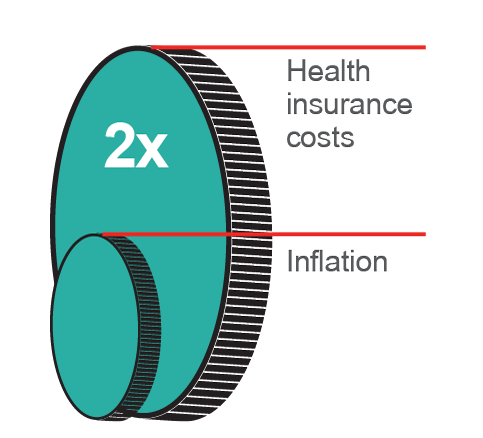 2x
Health
insurance
costs
Inflation